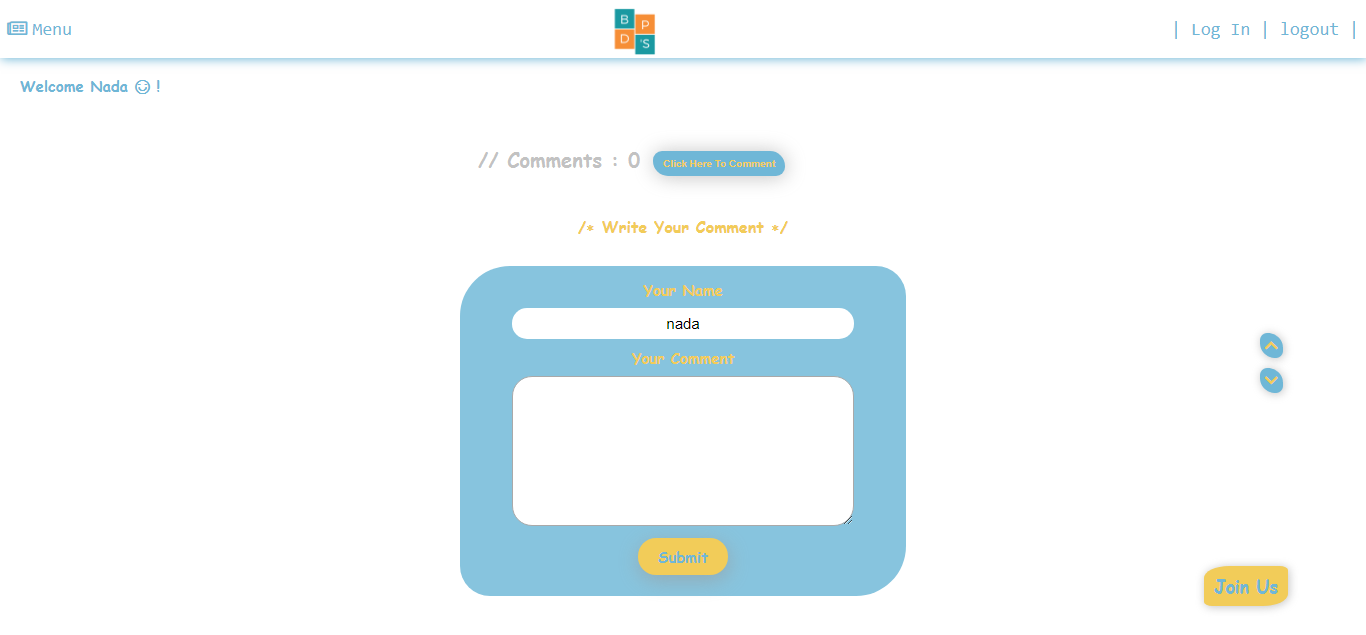 Menu
B P
D 'S
| Log In | logout |
Welcome Nada !
// Comments : 0 Click Here To Comment
/* Write Your Comment */
Your Name
nada
Your Comment
Submit
Join Us